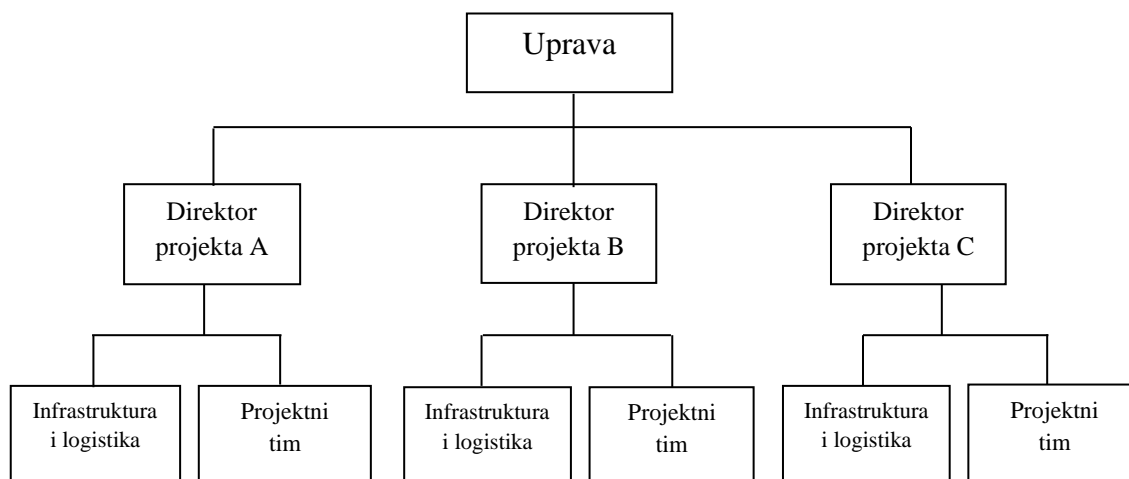 Uprava
Direktor
projekta A
Direktor
projekta B
Direktor
projekta C
Infrastruktura
i logistika
Projektni
tim
Infrastruktura
i logistika
Projektni
tim
Infrastruktura
i logistika
Projektni
tim